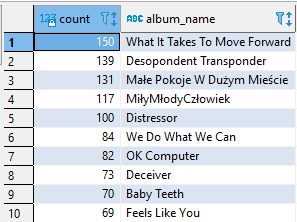 123 count ABC album_name
1 150 What It Takes To Move Forward
2 139 Desopondent Transponder
3 131 Małe Pokoje W Dużym Mieście
4 117 MiłyMłodyCzłowiek
5 100 Distressor
6 84 We Do What We Can
7 82 OK Computer
8 73 Deceiver
9 70 Baby Teeth
10 69 Feels Like You